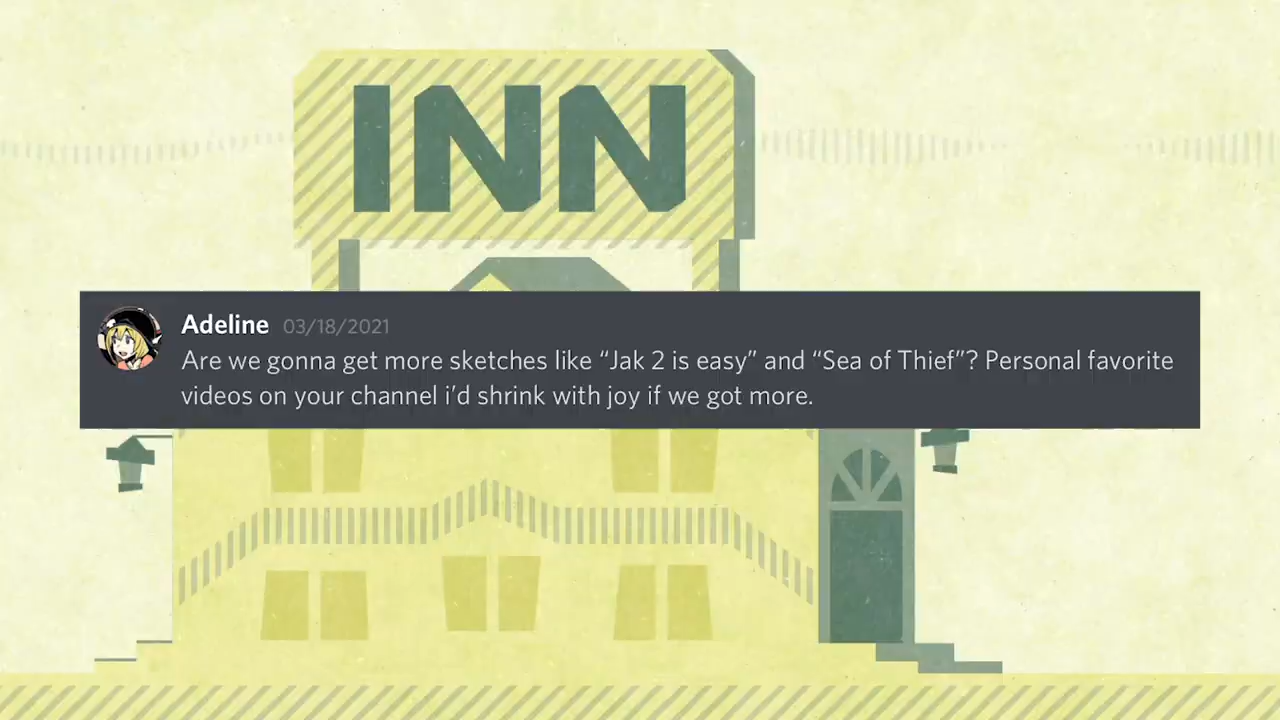 INN
Adeline 03/18/2021
Are we gonna get more sketches like “Jak 2 is easy” and “Sea of Thief”? Personal favorite
videos on your channel i’d shrink with joy if we got more.